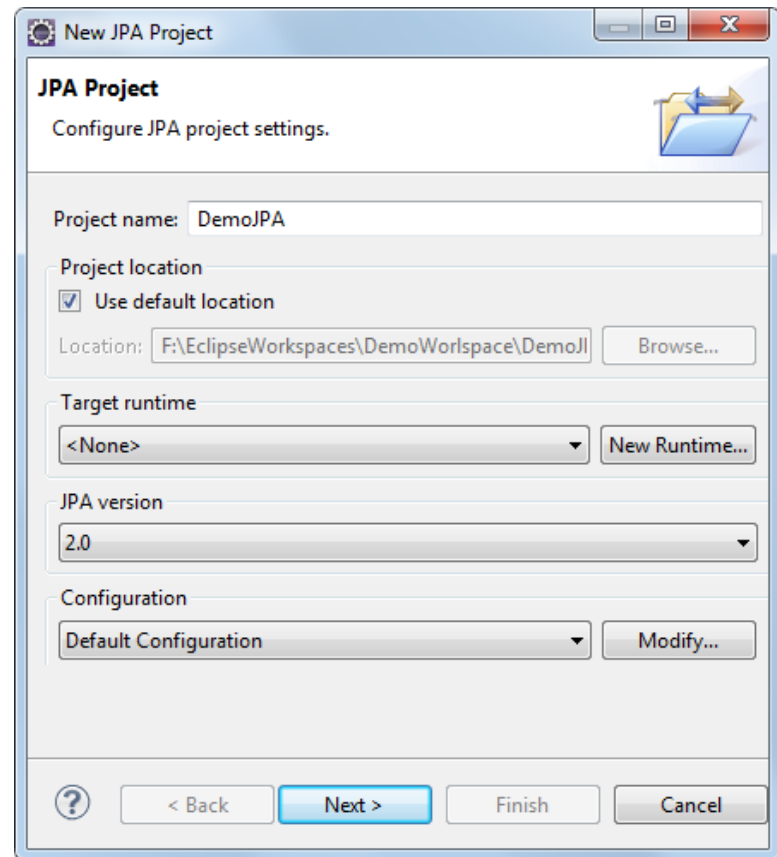 New JPA Project
JPA Project
Configure JPA project settings.
Project name: DemoJPA
Project location
Use default location
Location: F:\EclipseWorkspaces\DemoWorlspace\DemoJI Browse...
Target runtime
<None> New Runtime...
JPA version
2.0
Configuration
Default Configuration Modify...
? < Back Next > Finish Cancel